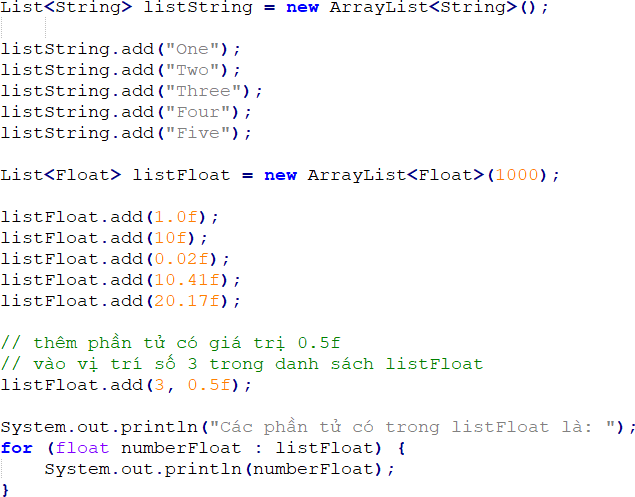 List<String> listString = new ArrayList<String>();
listString.add("One");
listString.add("Two");
listString.add("Three");
listString.add("Four");
listString.add("Five");
List<Float> listFloat = new ArrayList<Float>(1000);
listFloat.add(1.0f);
listFloat.add(10f);
listFloat.add(0.02f);
listFloat.add(10.41f);
listFloat.add(20.17f);
// thêm phần tử có giá trị 0.5f
// vào vị trí số 3 trong danh sách listFloat
listFloat.add(3, 0.5f);
System.out.println("Các phần tử có trong listFloat là: ");
for (float numberFloat : listFloat) {
    System.out.println(numberFloat);
}